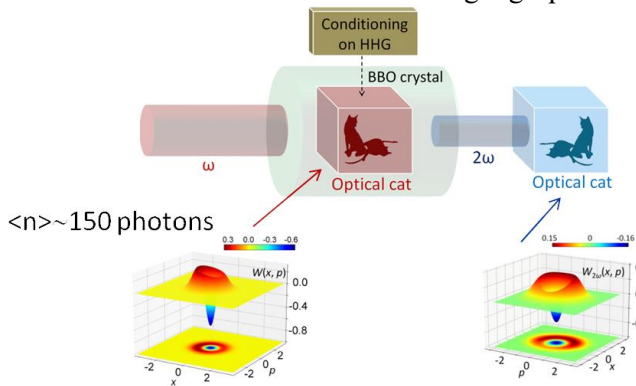 Conditioning
on HHG
BBO crystal
ω
2ω
Optical cat
Optical cat
<n>~150 photons
0.3 0.0 -0.3 -0.6
0.15 0 -0.16
W(x, p)
0.0
-0.4
-0.8
-2 0 2
x
-2 0 2
p
W2ω(x, p)
-2 0 2
p
-2 0 2
x